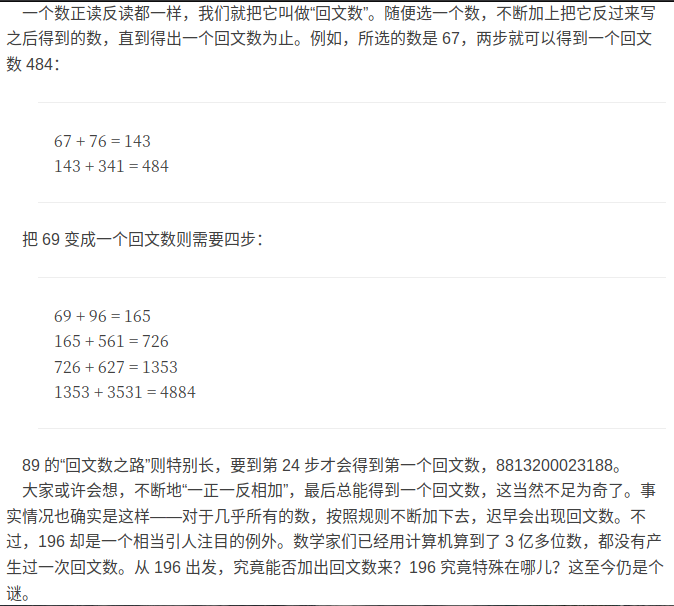 一个数正读反读都一样，我们就把它叫做“回文数”。随便选一个数，不断加上把它反过来写
之后得到的数，直到得出一个回文数为止。例如，所选的数是 67，两步就可以得到一个回文
数 484：
67 + 76 = 143
143 + 341 = 484
把 69 变成一个回文数则需要四步：
69 + 96 = 165
165 + 561 = 726
726 + 627 = 1353
1353 + 3531 = 4884
89 的“回文数之路”则特别长，要到第 24 步才会得到第一个回文数，8813200023188。
大家或许会想，不断地“一正一反相加”，最后总能得到一个回文数，这当然不足为奇了。事
实情况也确实是这样——对于几乎所有的数，按照规则不断加下去，迟早会出现回文数。不
过，196 却是一个相当引人注目的例外。数学家们已经用计算机算到了 3 亿多位数，都没有产
生过一次回文数。从 196 出发，究竟能否加出回文数来？196 究竟特殊在哪儿？这至今仍是个
谜。